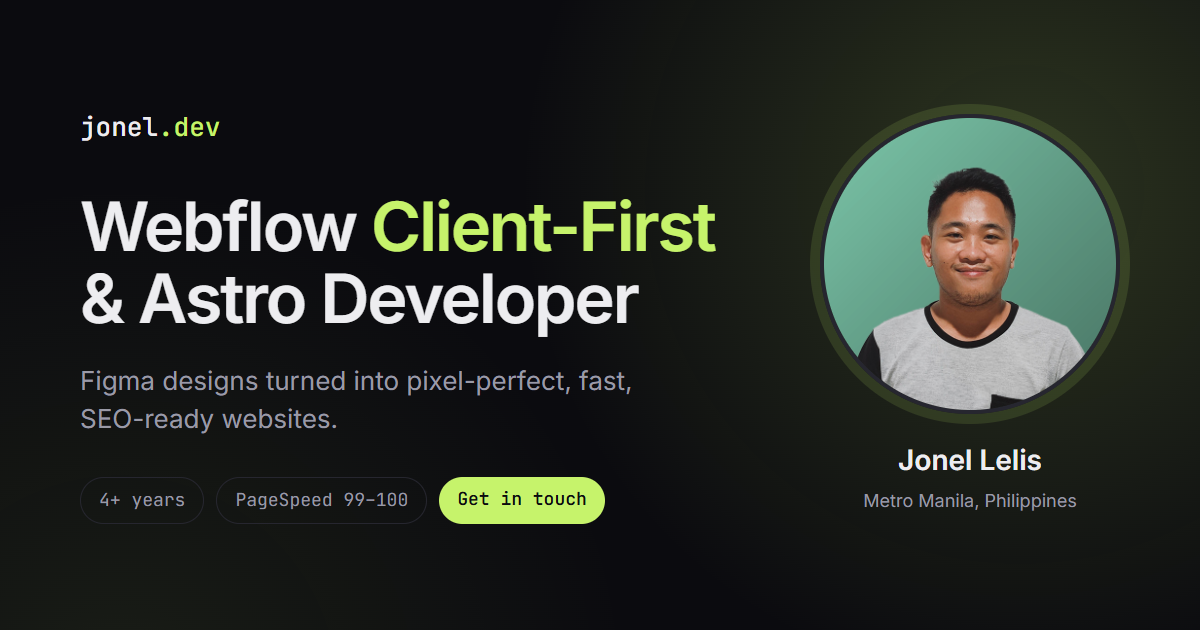 jonel.dev
Webflow Client-First
& Astro Developer
Figma designs turned into pixel-perfect, fast,
SEO-ready websites.
4+ years
PageSpeed 99–100
Get in touch
Jonel Lelis
Metro Manila, Philippines